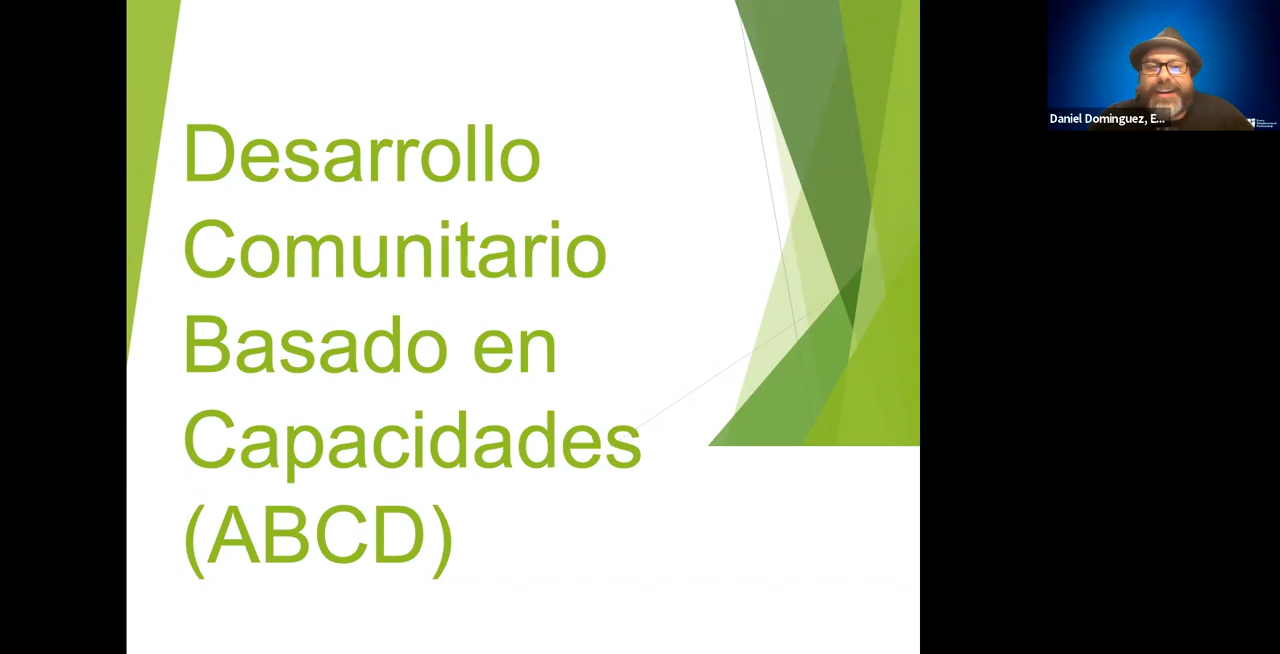 Desarrollo
Comunitario
Basado en
Capacidades
(ABCD)
Daniel Dominguez, E...